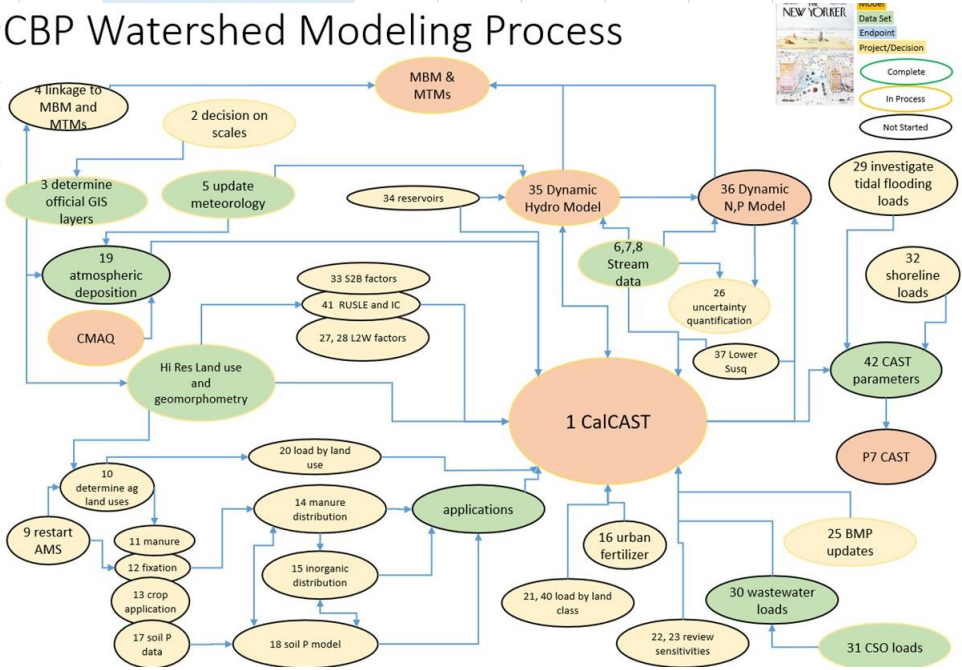 CBP Watershed Modeling Process
THE
NEW YORKER
Model
Data Set
Endpoint
Project/Decision
Complete
In Process
Not Started
MBM &
MTMs
4 linkage to
MBM and
MTMs
2 decision on
scales
3 determine
official GIS
layers
5 update
meteorology
34 reservoirs
35 Dynamic
Hydro Model
36 Dynamic
N,P Model
29 investigate
tidal flooding
loads
19
atmospheric
deposition
6,7,8
Stream
data
32
shoreline
loads
33 S2B factors
41 RUSLE and IC
27, 28 L2W factors
26
uncertainty
quantification
CMAQ
37 Lower
Susq
Hi Res Land use
and
geomorphometry
42 CAST
parameters
1 CalCAST
P7 CAST
20 load by land
use
10
determine ag
land uses
14 manure
distribution
applications
9 restart
AMS
11 manure
12 fixation
13 crop
application
17 soil P
data
15 inorganic
distribution
18 soil P model
16 urban
fertilizer
25 BMP
updates
21, 40 load by land
class
30 wastewater
loads
22, 23 review
sensitivities
31 CSO loads